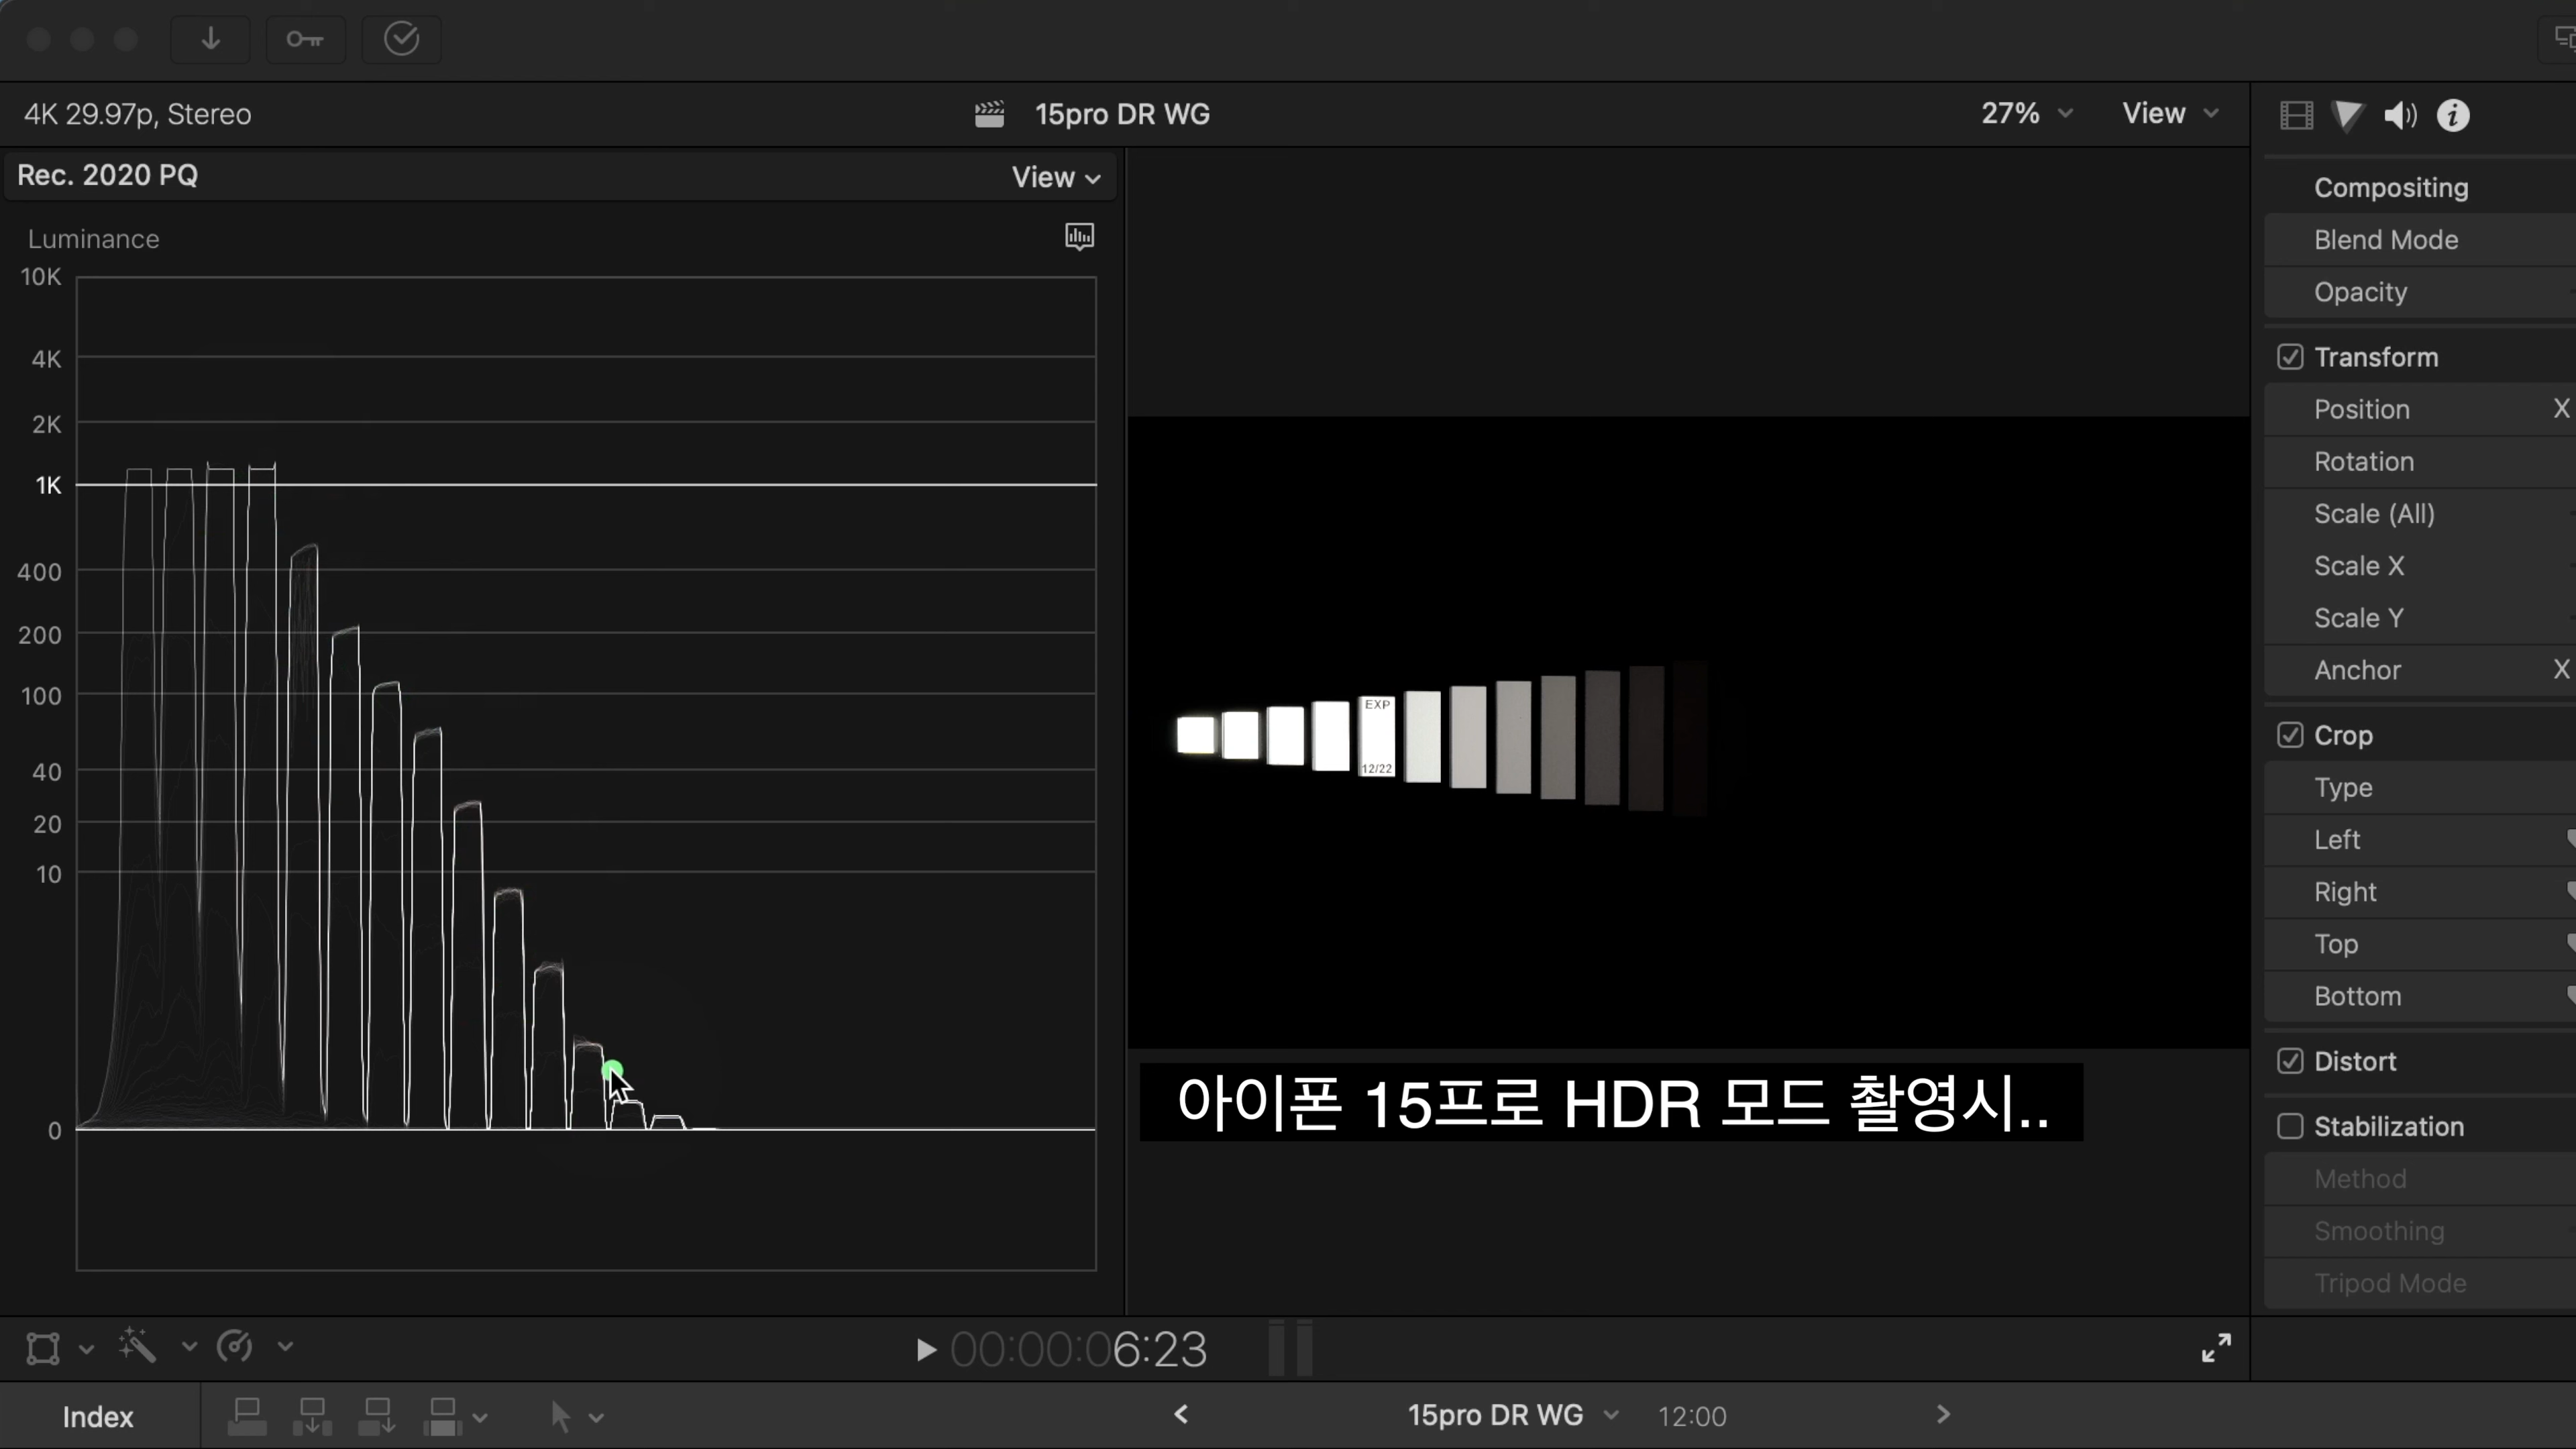 4K 29.97p, Stereo
15pro DR WG
27%
View
Rec. 2020 PQ
View
Luminance
10K
4K
2K
1K
400
200
100
40
20
10
0
EXP
12/22
아이폰 15프로 HDR 모드 촬영시..
Compositing
Blend Mode
Opacity
Transform
Position X
Rotation
Scale (All)
Scale X
Scale Y
Anchor X
Crop
Type
Left
Right
Top
Bottom
Distort
Stabilization
Method
Smoothing
Tripod Mode
00:00:06:23
Index
15pro DR WG
12:00